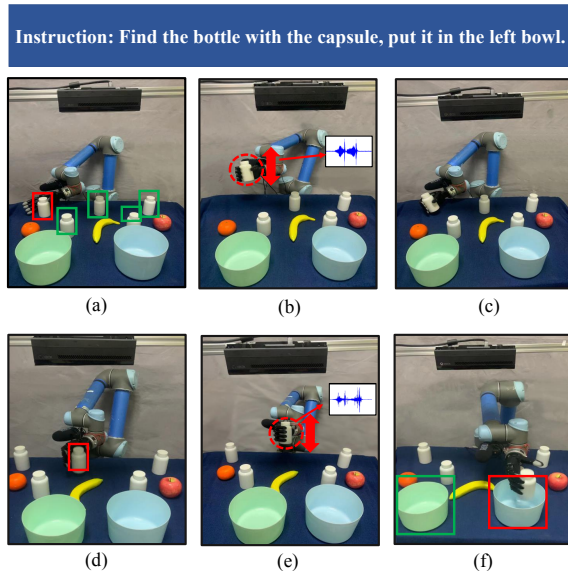 Instruction: Find the bottle with the capsule, put it in the left bowl.
(a)
(b)
(c)
(d)
(e)
(f)